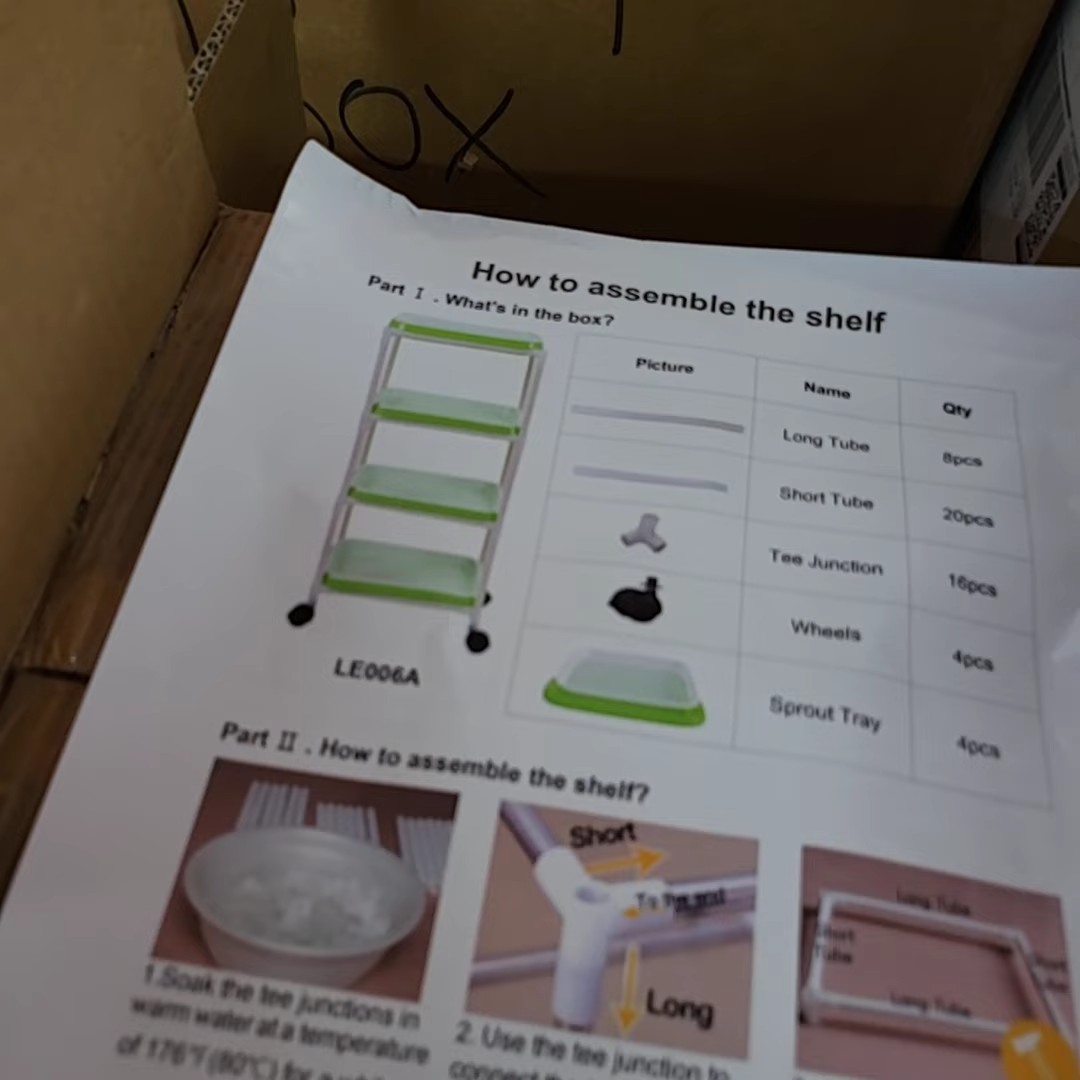 OX
How to assemble the shelf
Part Ⅰ . What's in the box?
Picture Name Qty
Long Tube 8pcs
Short Tube 20pcs
Tee Junction 16pcs
Wheels 4pcs
Sprout Tray 4pcs
LE006A
Part Ⅱ . How to assemble the shelf?
Short
Long
Long Tube
Short
Tube
Long Tube
1.Soak the tee junctions in
warm water at a temperature
of 176℉(80℃) for
2. Use the tee junction to